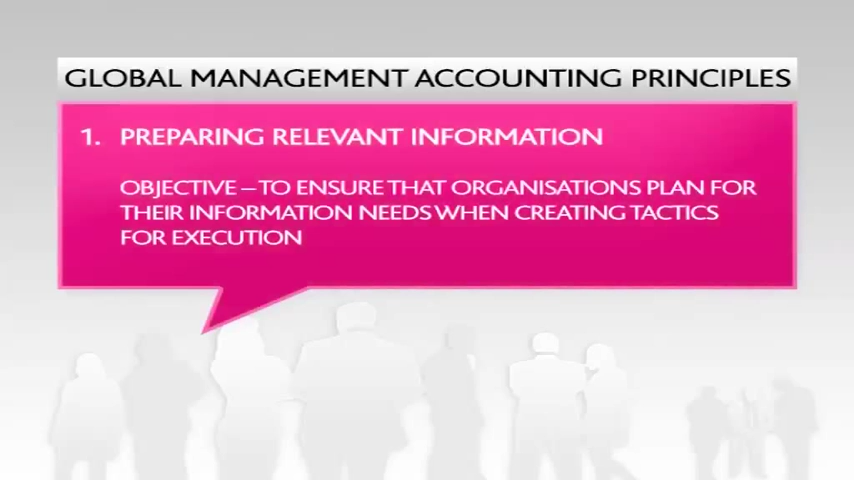 GLOBAL MANAGEMENT ACCOUNTING PRINCIPLES
1. PREPARING RELEVANT INFORMATION
OBJECTIVE – TO ENSURE THAT ORGANISATIONS PLAN FOR
THEIR INFORMATION NEEDS WHEN CREATING TACTICS
FOR EXECUTION